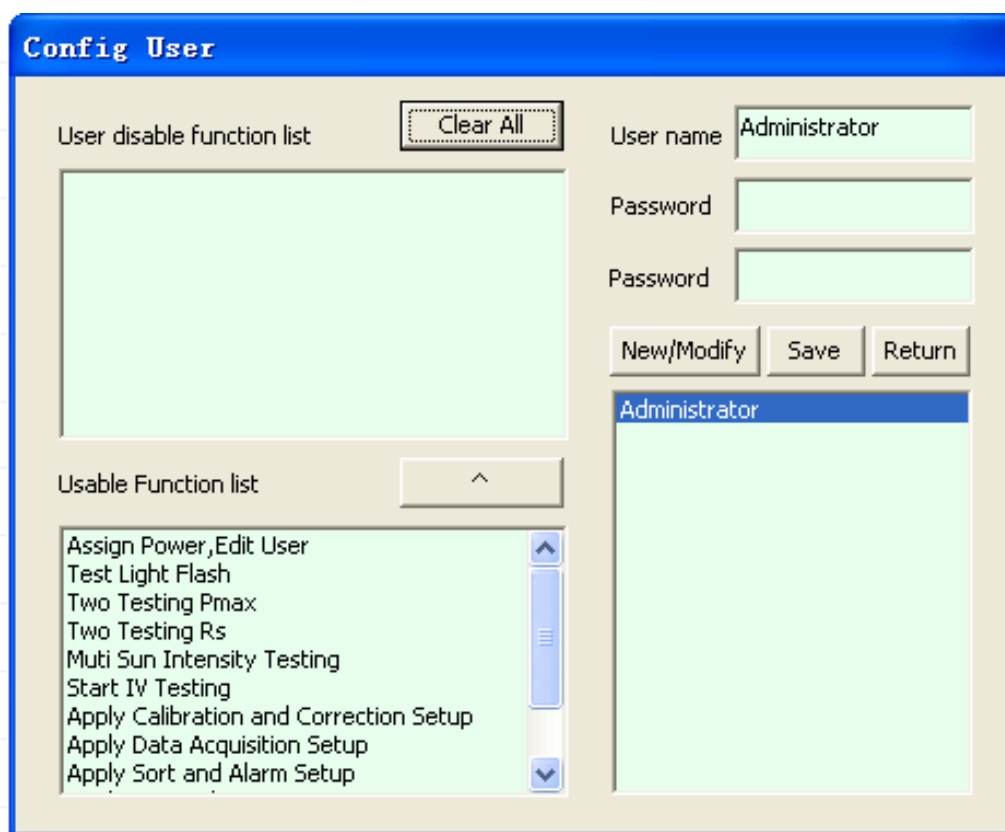 Config User
User disable function list
Clear All
User name
Administrator
Password
Password
New/Modify
Save
Return
Administrator
Usable Function list
^
Assign Power,Edit User
Test Light Flash
Two Testing Pmax
Two Testing Rs
Muti Sun Intensity Testing
Start IV Testing
Apply Calibration and Correction Setup
Apply Data Acquisition Setup
Apply Sort and Alarm Setup